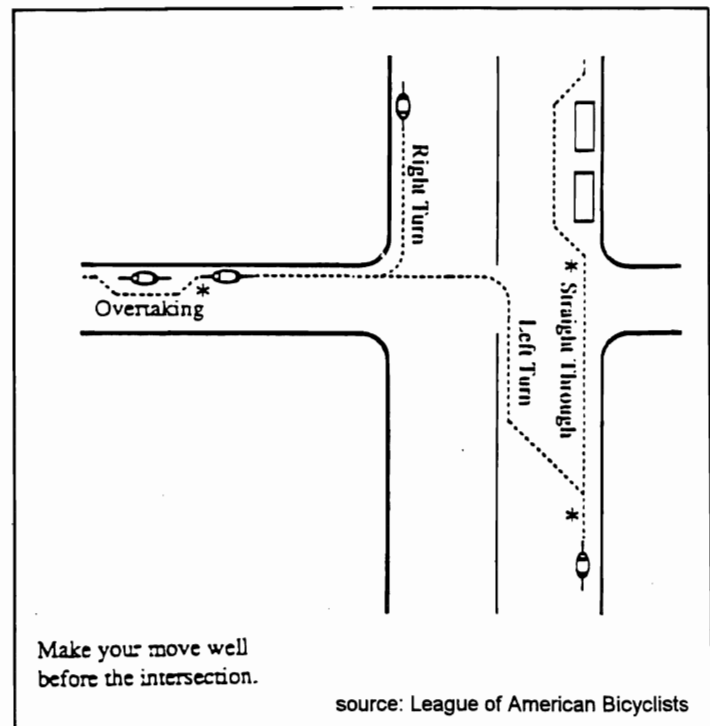 Right Turn
* Straight Through
Overtaking *
Left Turn
*
Make your move well
before the intersection.
source: League of American Bicyclists